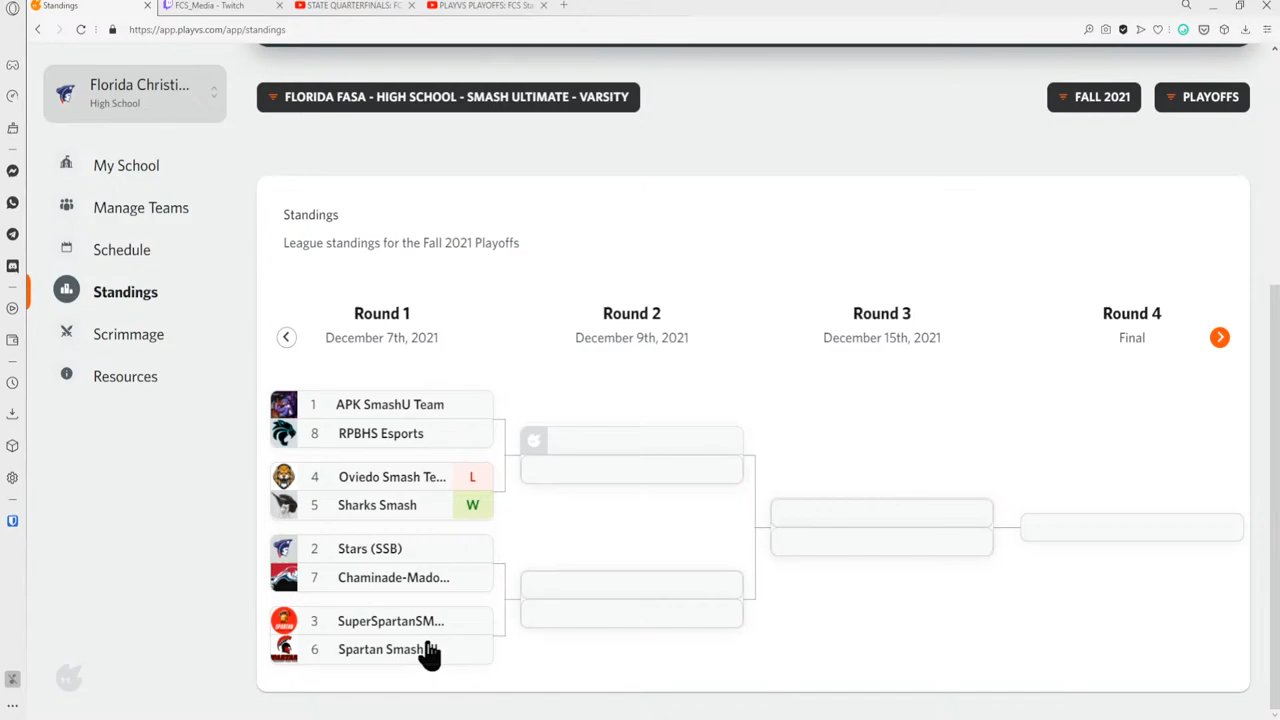 Standings
FCS_Media - Twitch
STATE QUARTERFINALS: FC
PLAYVS PLAYOFFS: FCS Sta
https://app.playvs.com/app/standings
Florida Christi...
High School
FLORIDA FASA - HIGH SCHOOL - SMASH ULTIMATE - VARSITY
FALL 2021
PLAYOFFS
My School
Manage Teams
Schedule
Standings
Scrimmage
Resources
Standings
League standings for the Fall 2021 Playoffs
Round 1
December 7th, 2021
Round 2
December 9th, 2021
Round 3
December 15th, 2021
Round 4
Final
1 APK SmashU Team
8 RPBHS Esports
4 Oviedo Smash Te... L
5 Sharks Smash W
2 Stars (SSB)
7 Chaminade-Mado...
3 SuperSpartanSM...
6 Spartan Smash